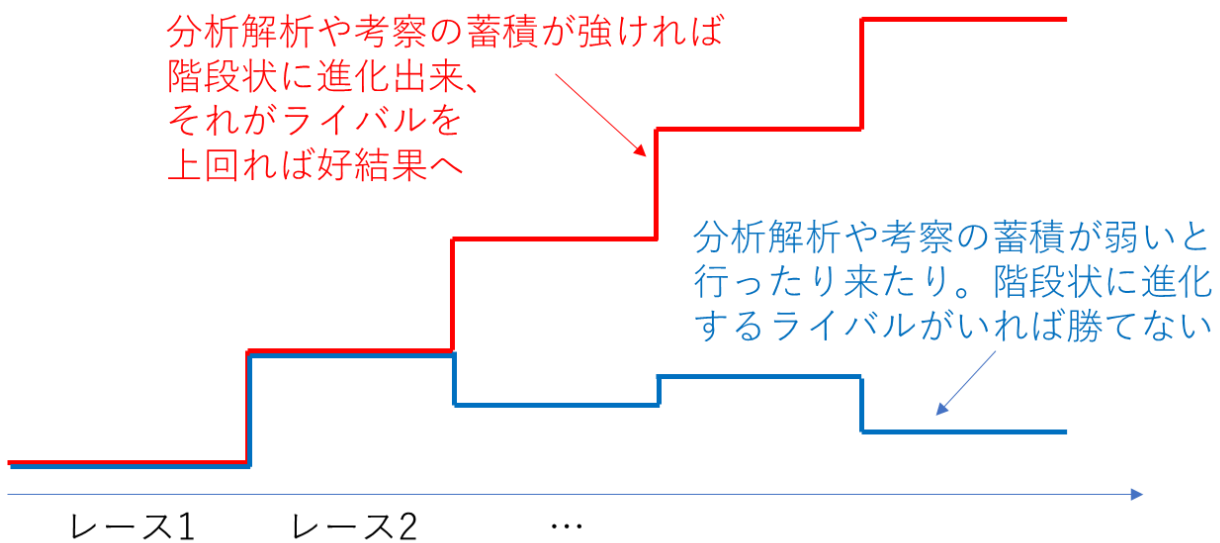 分析解析や考察の蓄積が強ければ
階段状に進化出来、
それがライバルを
上回れば好結果へ
分析解析や考察の蓄積が弱いと
行ったり来たり。階段状に進化
するライバルがいれば勝てない
レース1 レース2 …